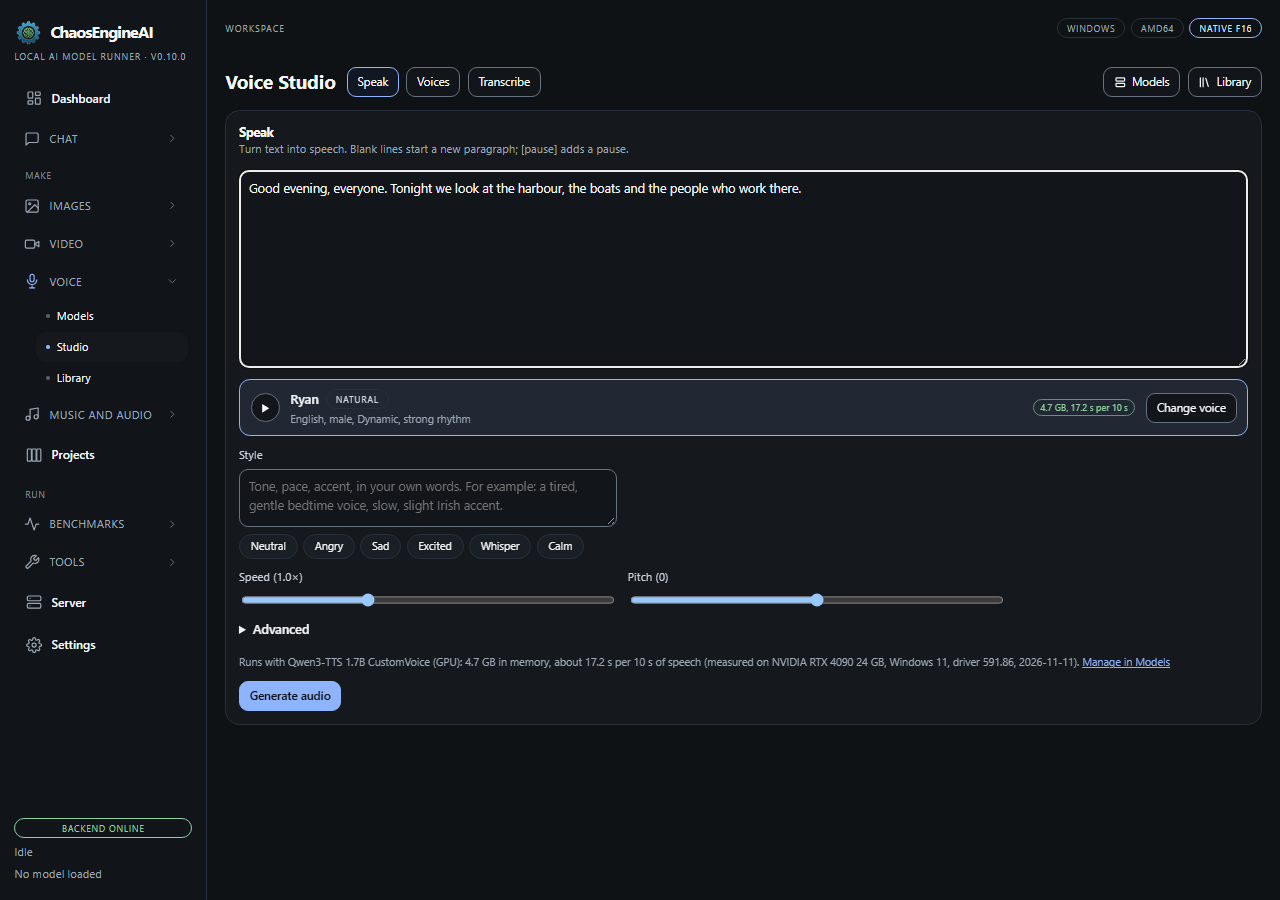 ChaosEngineAI
LOCAL AI MODEL RUNNER · V0.10.0
Dashboard
CHAT
MAKE
IMAGES
VIDEO
VOICE
Models
Studio
Library
MUSIC AND AUDIO
Projects
RUN
BENCHMARKS
TOOLS
Server
Settings
BACKEND ONLINE
Idle
No model loaded
WORKSPACE
WINDOWS
AMD64
NATIVE F16
Voice Studio
Speak
Voices
Transcribe
Models
Library
Speak
Turn text into speech. Blank lines start a new paragraph; [pause] adds a pause.
Good evening, everyone. Tonight we look at the harbour, the boats and the people who work there.
Ryan NATURAL
English, male, Dynamic, strong rhythm
4.7 GB, 17.2 s per 10 s
Change voice
Style
Tone, pace, accent, in your own words. For example: a tired,
gentle bedtime voice, slow, slight Irish accent.
Neutral
Angry
Sad
Excited
Whisper
Calm
Speed (1.0×)
Pitch (0)
Advanced
Runs with Qwen3-TTS 1.7B CustomVoice (GPU): 4.7 GB in memory, about 17.2 s per 10 s of speech (measured on NVIDIA RTX 4090 24 GB, Windows 11, driver 591.86, 2026-11-11). Manage in Models
Generate audio